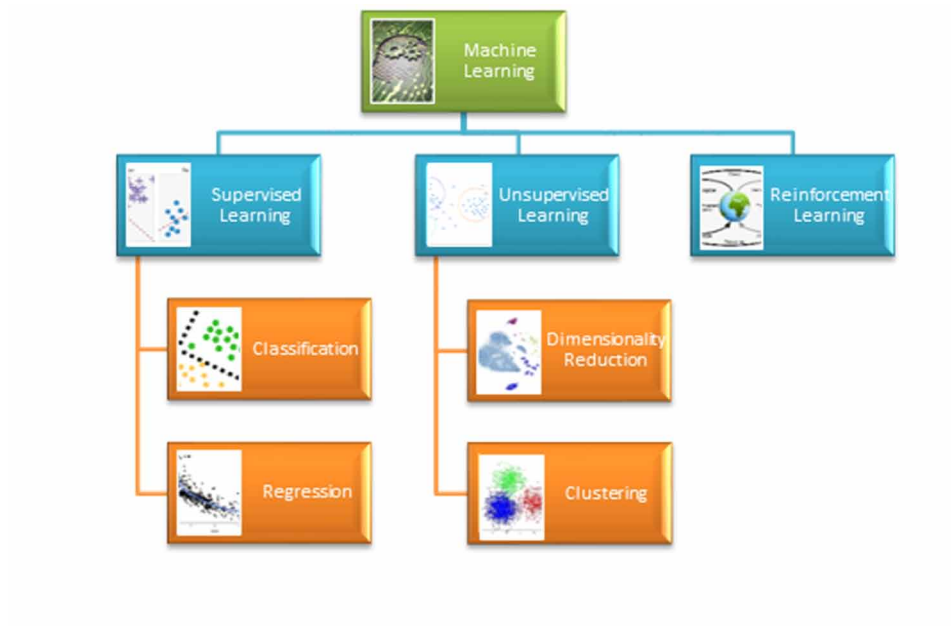 Machine
Learning
Supervised
Learning
Unsupervised
Learning
Reinforcement
Learning
Classification
Dimensionality
Reduction
Regression
Clustering